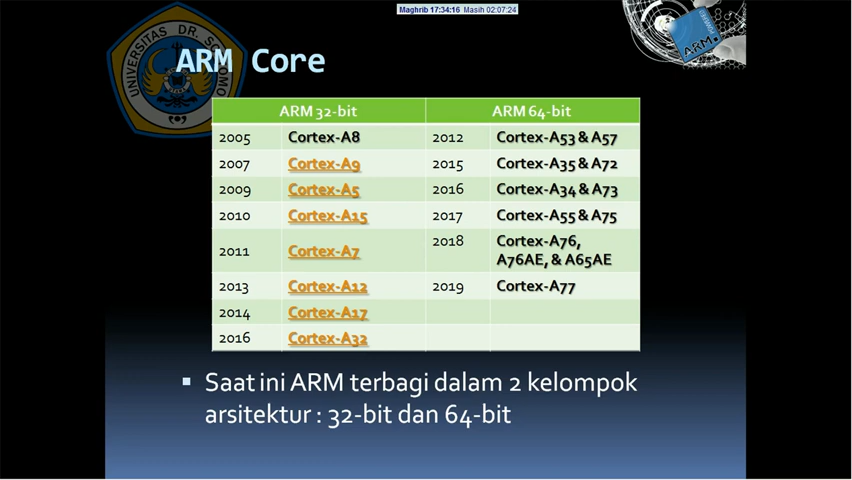 Maghrib 17:34:16 Masih 02:07:24
UNIVERSITAS DR. SOETOMO
ARM Core
ARM
ARM 32-bit ARM 64-bit
2005 Cortex-A8 2012 Cortex-A53 & A57
2007 Cortex-A9 2015 Cortex-A35 & A72
2009 Cortex-A5 2016 Cortex-A34 & A73
2010 Cortex-A15 2017 Cortex-A55 & A75
2011 Cortex-A7 2018 Cortex-A76,
A76AE, & A65AE
2013 Cortex-A12 2019 Cortex-A77
2014 Cortex-A17
2016 Cortex-A32
Saat ini ARM terbagi dalam 2 kelompok
arsitektur : 32-bit dan 64-bit